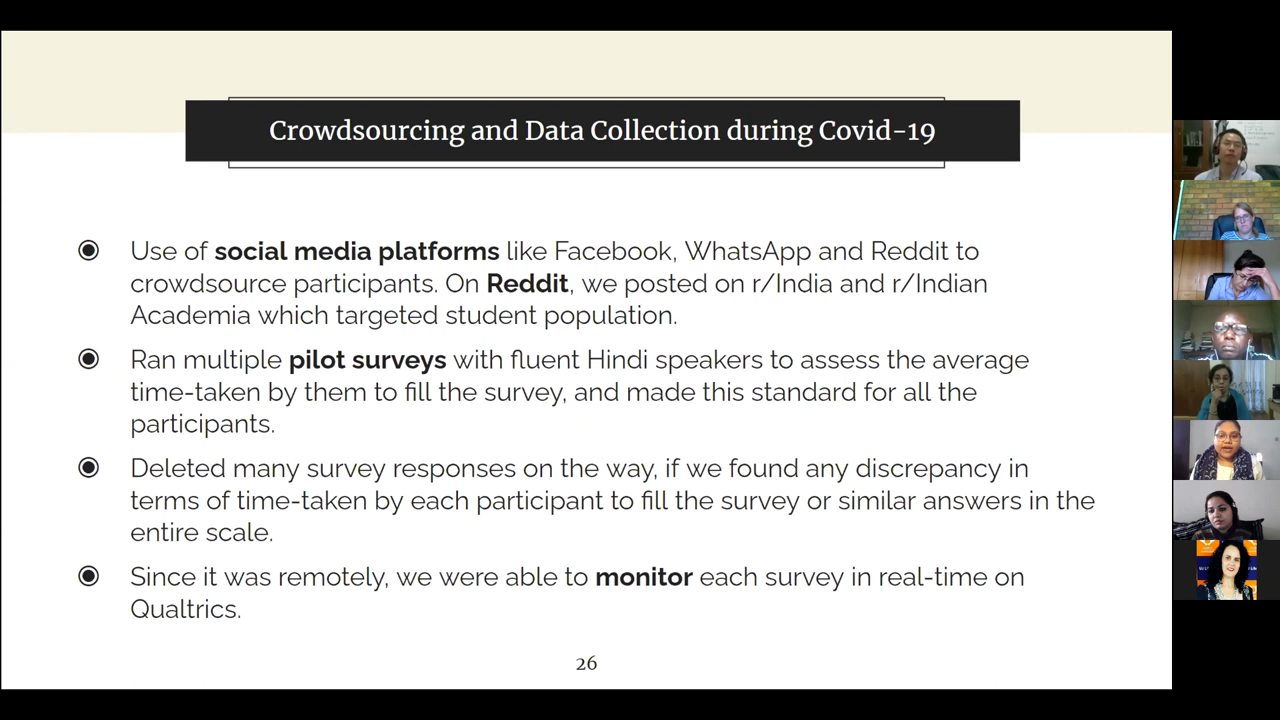 Crowdsourcing and Data Collection during Covid-19
Use of social media platforms like Facebook, WhatsApp and Reddit to
crowdsource participants. On Reddit, we posted on r/India and r/Indian
Academia which targeted student population.
Ran multiple pilot surveys with fluent Hindi speakers to assess the average
time-taken by them to fill the survey, and made this standard for all the
participants.
Deleted many survey responses on the way, if we found any discrepancy in
terms of time-taken by each participant to fill the survey or similar answers in the
entire scale.
Since it was remotely, we were able to monitor each survey in real-time on
Qualtrics.
26